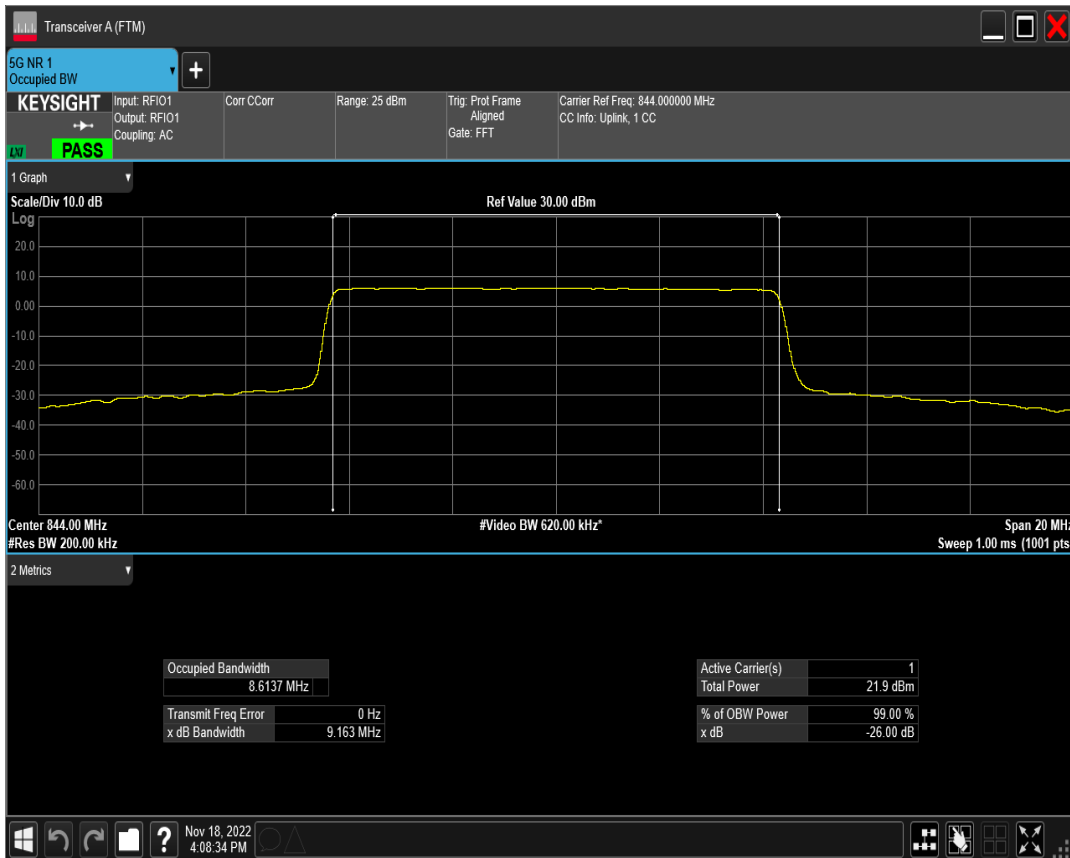 Transceiver A (FTM)
5G NR 1
Occupied BW
+
KEYSIGHT
LXI
PASS
Input: RFIO1
Output: RFIO1
Coupling: AC
Corr CCorr
Range: 25 dBm
Trig: Prot Frame
Aligned
Gate: FFT
Carrier Ref Freq: 844.000000 MHz
CC Info: Uplink, 1 CC
1 Graph
Scale/Div 10.0 dB
Ref Value 30.00 dBm
Log
20.0
10.0
0.00
-10.0
-20.0
-30.0
-40.0
-50.0
-60.0
Center 844.00 MHz
#Video BW 620.00 kHz*
Span 20 MHz
#Res BW 200.00 kHz
Sweep 1.00 ms (1001 pts
2 Metrics
Occupied Bandwidth
8.6137 MHz
Transmit Freq Error 0 Hz
x dB Bandwidth 9.163 MHz
Active Carrier(s) 1
Total Power 21.9 dBm
% of OBW Power 99.00 %
x dB -26.00 dB
?
Nov 18, 2022
4:08:34 PM